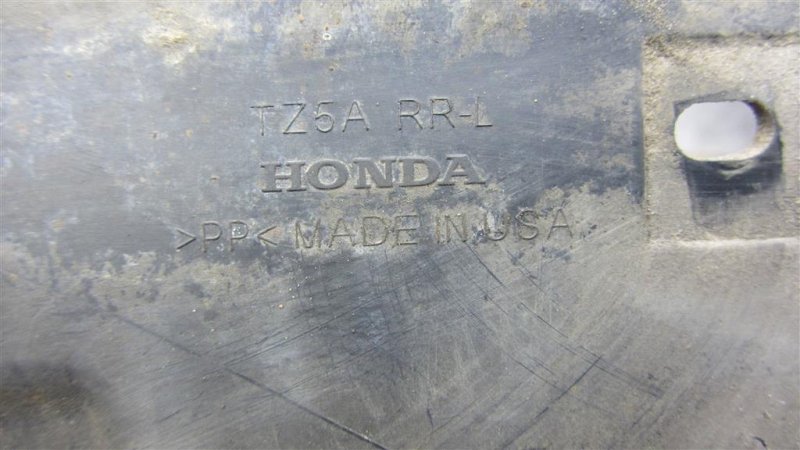 TZ5A RR-L
HONDA
>PP< MADE IN USA